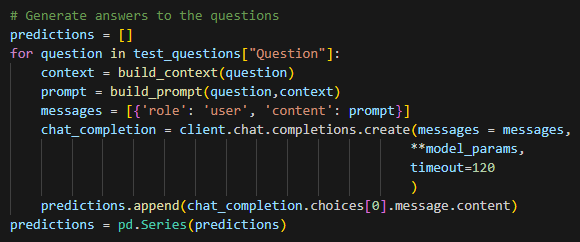 # Generate answers to the questions
predictions = []
for question in test_questions["Question"]:
    context = build_context(question)
    prompt = build_prompt(question,context)
    messages = [{'role': 'user', 'content': prompt}]
    chat_completion = client.chat.completions.create(messages = messages,
                                                     **model_params,
                                                     timeout=120
                                                     )
    predictions.append(chat_completion.choices[0].message.content)
predictions = pd.Series(predictions)